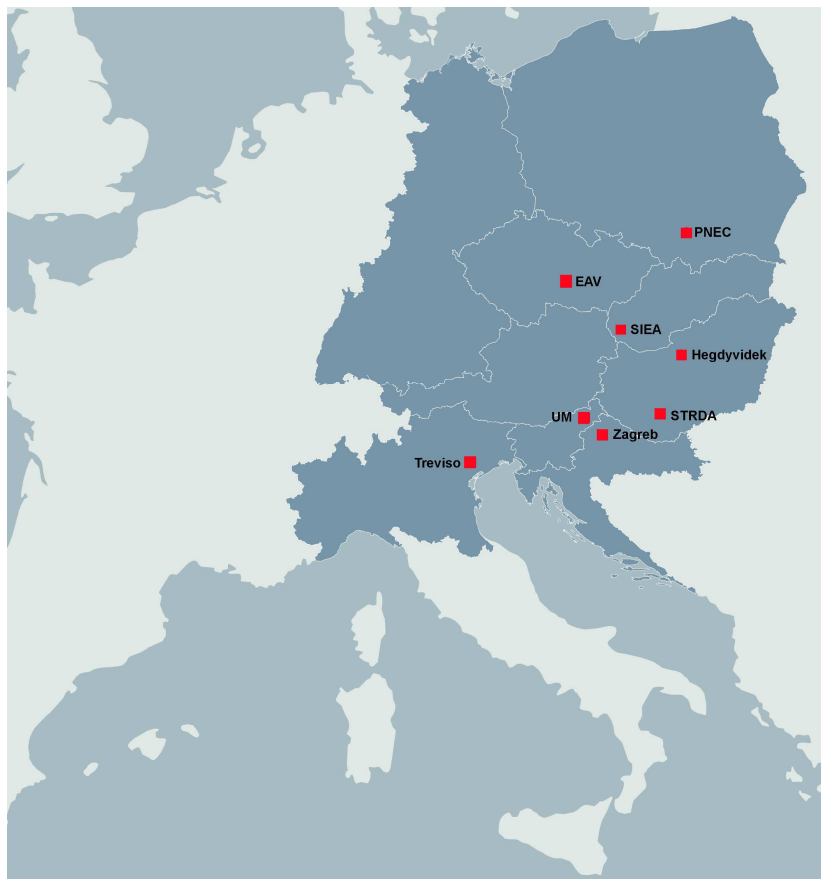 PNEC
EAV
SIEA
Hegdyvidek
STRDA
UM
Zagreb
Treviso